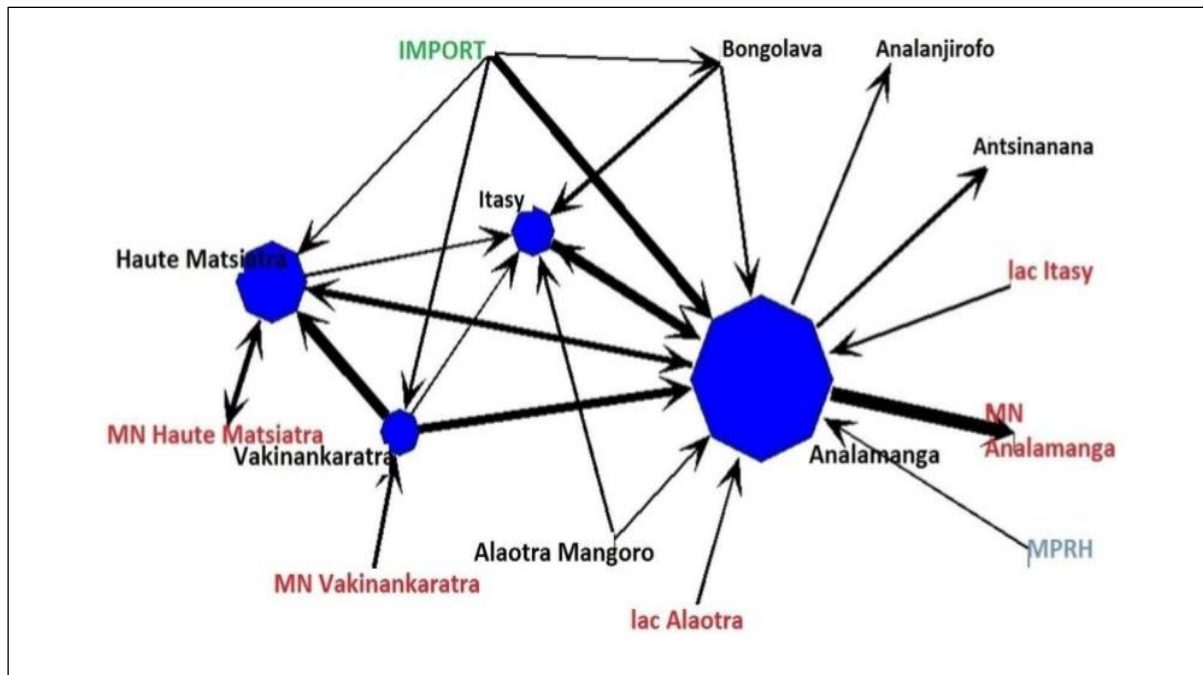 IMPORT
Bongolava
Analanjirofo
Antsinanana
Itasy
Haute Matsiatra
lac Itasy
MN Haute Matsiatra
Vakinankaratra
MN
Analamanga
Analamanga
Alaotra Mangoro
MPRH
MN Vakinankaratra
lac Alaotra